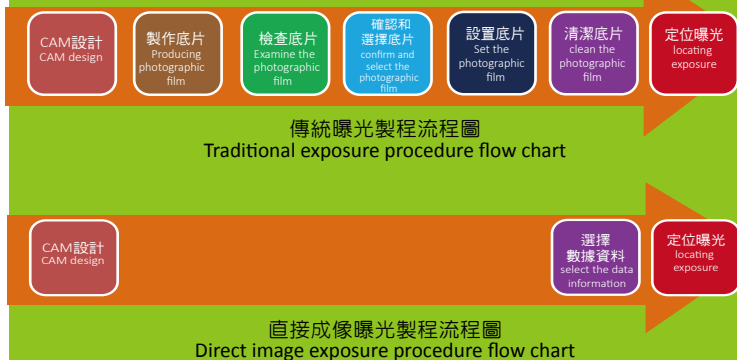 CAM設計
CAM design
製作底片
Producing
photographic
film
檢查底片
Examine the
photographic
film
確認和
選擇底片
confirm and
select the
photographic
film
設置底片
Set the
photographic
film
清潔底片
clean the
photographic
film
定位曝光
locating
exposure
傳統曝光製程流程圖
Traditional exposure procedure flow chart
CAM設計
CAM design
選擇
數據資料
select the data
information
定位曝光
locating
exposure
直接成像曝光製程流程圖
Direct image exposure procedure flow chart